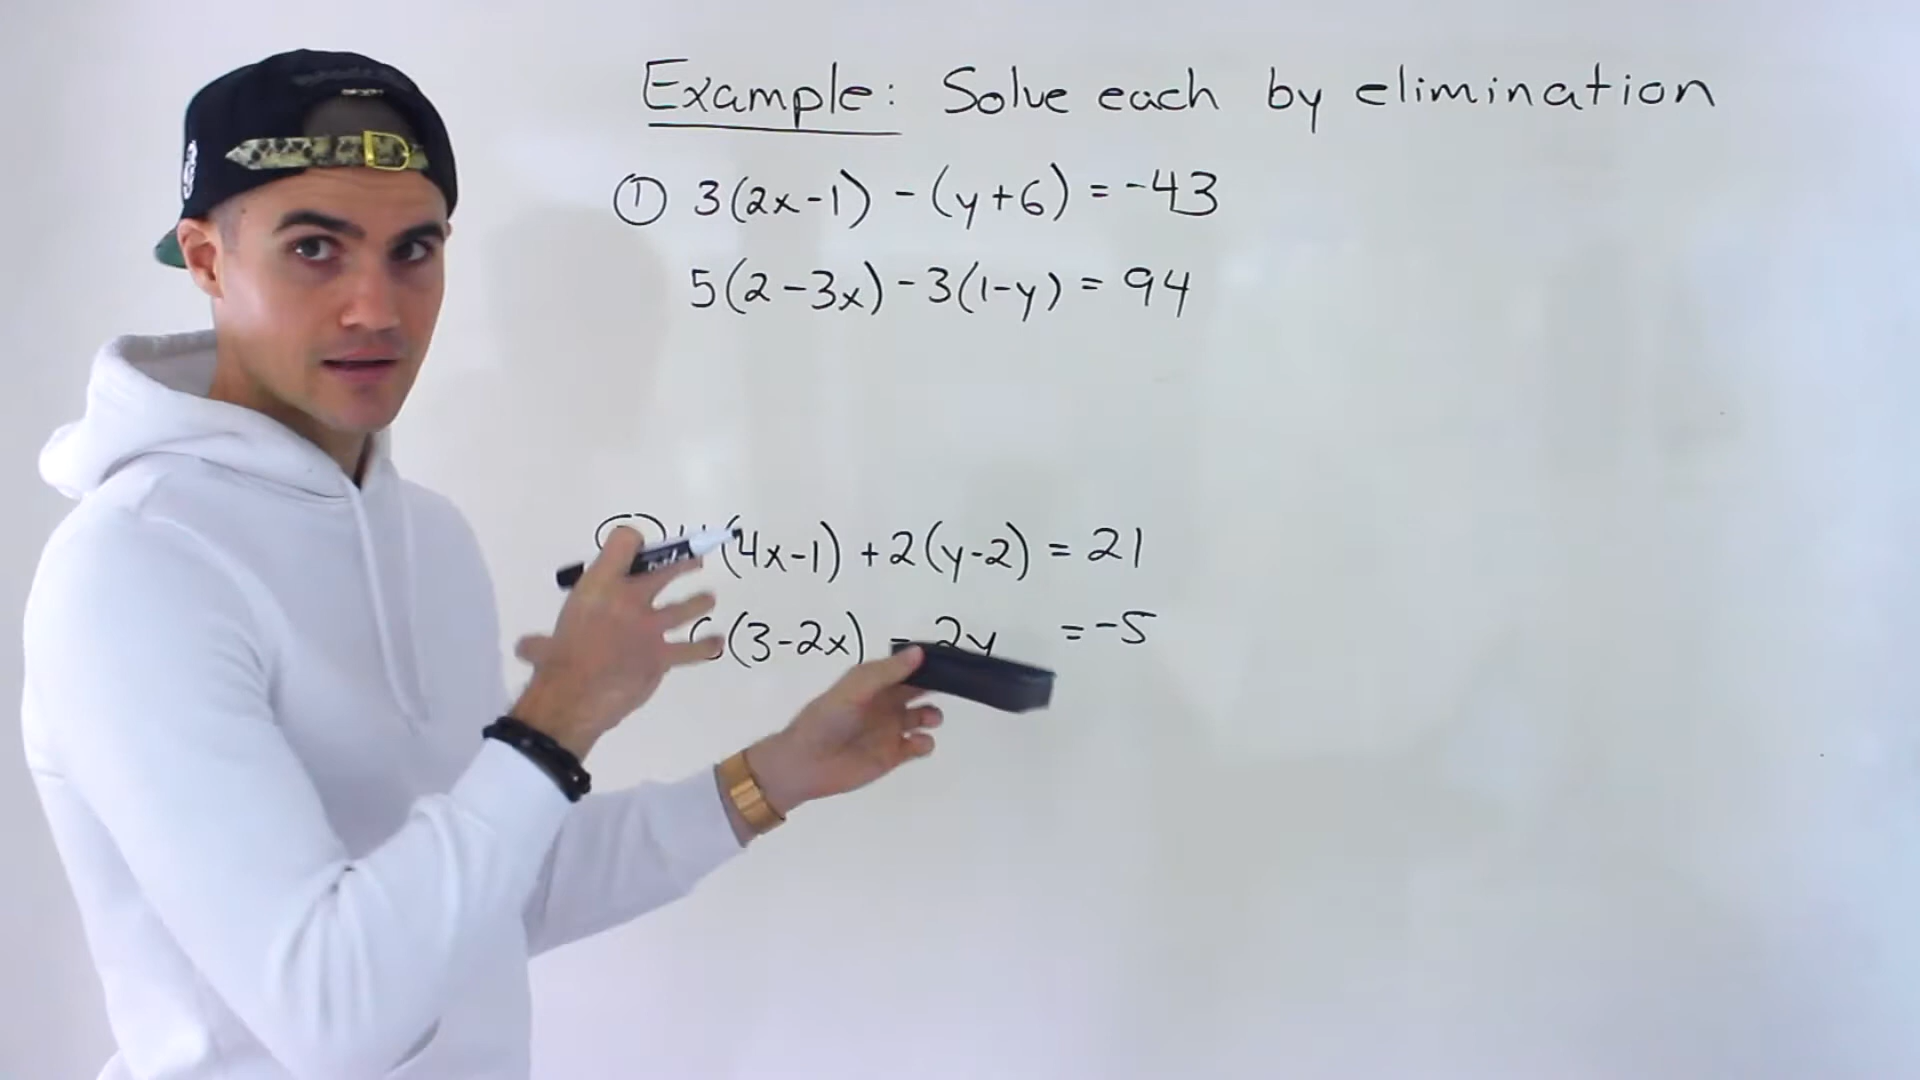 Example: Solve each by elimination
① 3(2x-1) - (y+6) = -43
5(2-3x) - 3(1-y) = 94
(4x-1) + 2(y-2) = 21
(3-2x) - 2y = -5